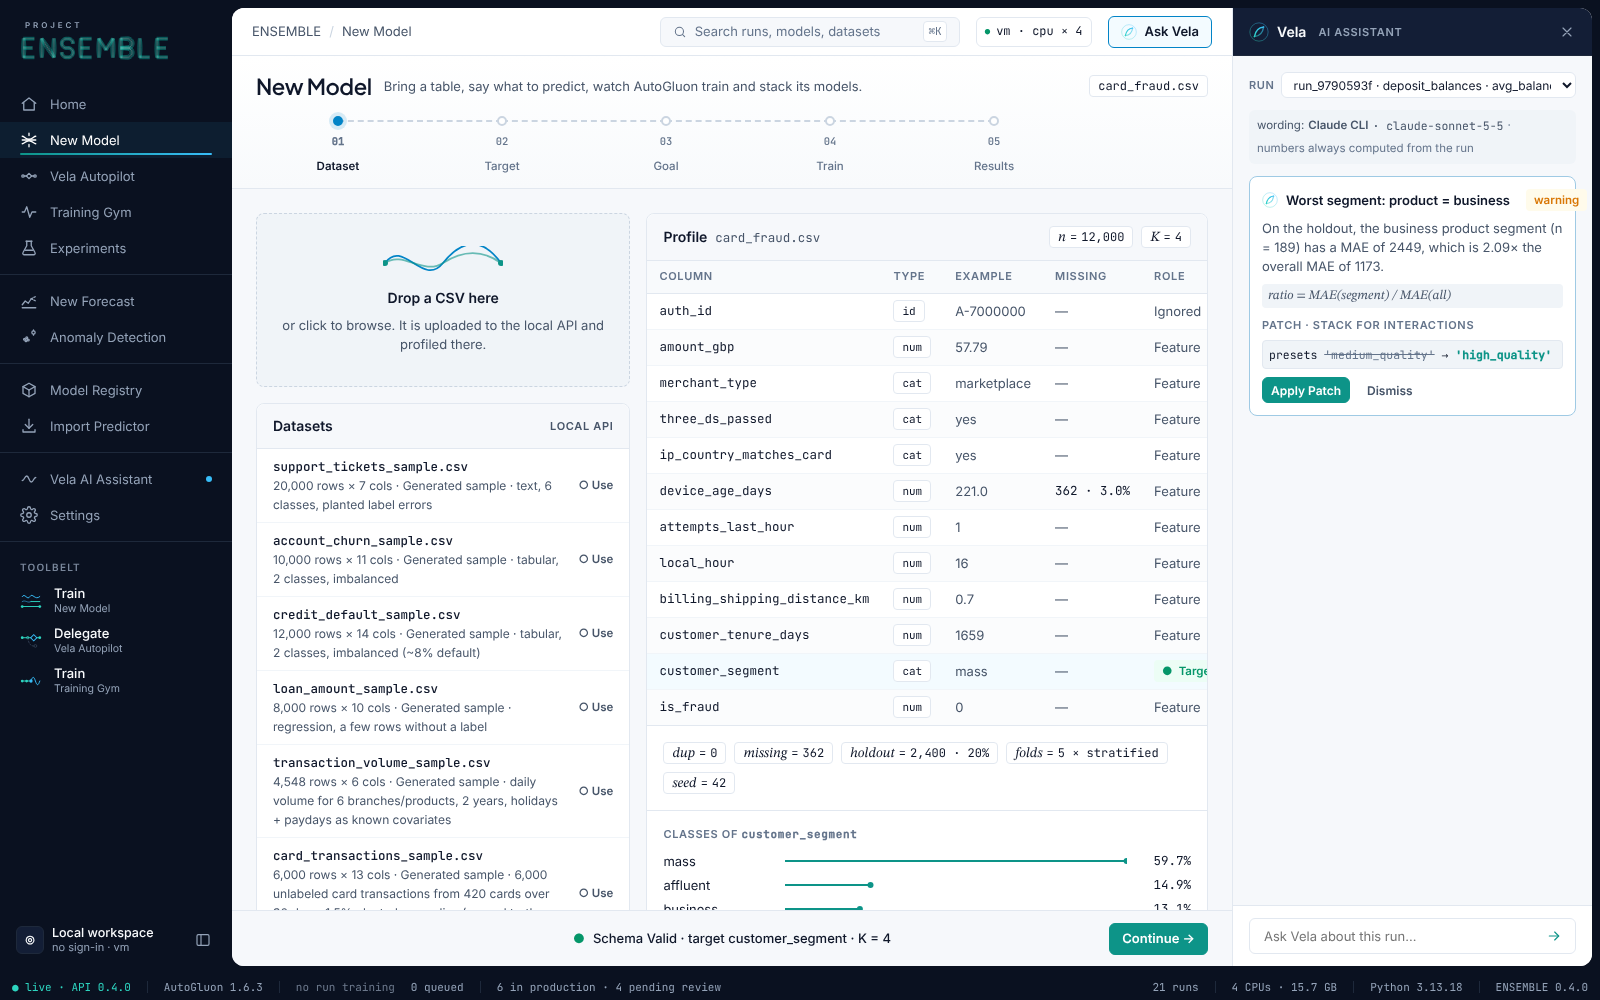 PROJECT
ENSEMBLE
Home
New Model
Vela Autopilot
Training Gym
Experiments
New Forecast
Anomaly Detection
Model Registry
Import Predictor
Vela AI Assistant
Settings
TOOLBELT
Train
New Model
Delegate
Vela Autopilot
Train
Training Gym
Local workspace
no sign-in · vm
ENSEMBLE / New Model
Search runs, models, datasets ⌘K
vm · cpu × 4
Ask Vela
New Model Bring a table, say what to predict, watch AutoGluon train and stack its models.
card_fraud.csv
01 02 03 04 05
Dataset Target Goal Train Results
Drop a CSV here
or click to browse. It is uploaded to the local API and
profiled there.
Datasets LOCAL API
support_tickets_sample.csv
20,000 rows × 7 cols · Generated sample · text, 6
classes, planted label errors
Use
account_churn_sample.csv
10,000 rows × 11 cols · Generated sample · tabular,
2 classes, imbalanced
Use
credit_default_sample.csv
12,000 rows × 14 cols · Generated sample · tabular,
2 classes, imbalanced (~8% default)
Use
loan_amount_sample.csv
8,000 rows × 10 cols · Generated sample ·
regression, a few rows without a label
Use
transaction_volume_sample.csv
4,548 rows × 6 cols · Generated sample · daily
volume for 6 branches/products, 2 years, holidays
+ paydays as known covariates
Use
card_transactions_sample.csv
6,000 rows × 13 cols · Generated sample · 6,000
unlabeled card transactions from 420 cards over
Use
Profile card_fraud.csv n = 12,000 K = 4
COLUMN TYPE EXAMPLE MISSING ROLE
auth_id id A-7000000 — Ignored
amount_gbp num 57.79 — Feature
merchant_type cat marketplace — Feature
three_ds_passed cat yes — Feature
ip_country_matches_card cat yes — Feature
device_age_days num 221.0 362 · 3.0% Feature
attempts_last_hour num 1 — Feature
local_hour num 16 — Feature
billing_shipping_distance_km num 0.7 — Feature
customer_tenure_days num 1659 — Feature
customer_segment cat mass — Targe
is_fraud num 0 — Feature
dup = 0 missing = 362 holdout = 2,400 · 20% folds = 5 × stratified
seed = 42
CLASSES OF customer_segment
mass 59.7%
affluent 14.9%
business 13.1%
Schema Valid · target customer_segment · K = 4
Continue →
Vela AI ASSISTANT
RUN run_9790593f · deposit_balances · avg_balan
wording: Claude CLI · claude-sonnet-5-5 ·
numbers always computed from the run
Worst segment: product = business warning
On the holdout, the business product segment (n
= 189) has a MAE of 2449, which is 2.09× the
overall MAE of 1173.
ratio = MAE(segment) / MAE(all)
PATCH · STACK FOR INTERACTIONS
presets 'medium_quality' → 'high_quality'
Apply Patch Dismiss
Ask Vela about this run... →
live · API 0.4.0 AutoGluon 1.6.3 no run training 0 queued 6 in production · 4 pending review 21 runs 4 CPUs · 15.7 GB Python 3.13.18 ENSEMBLE 0.4.0